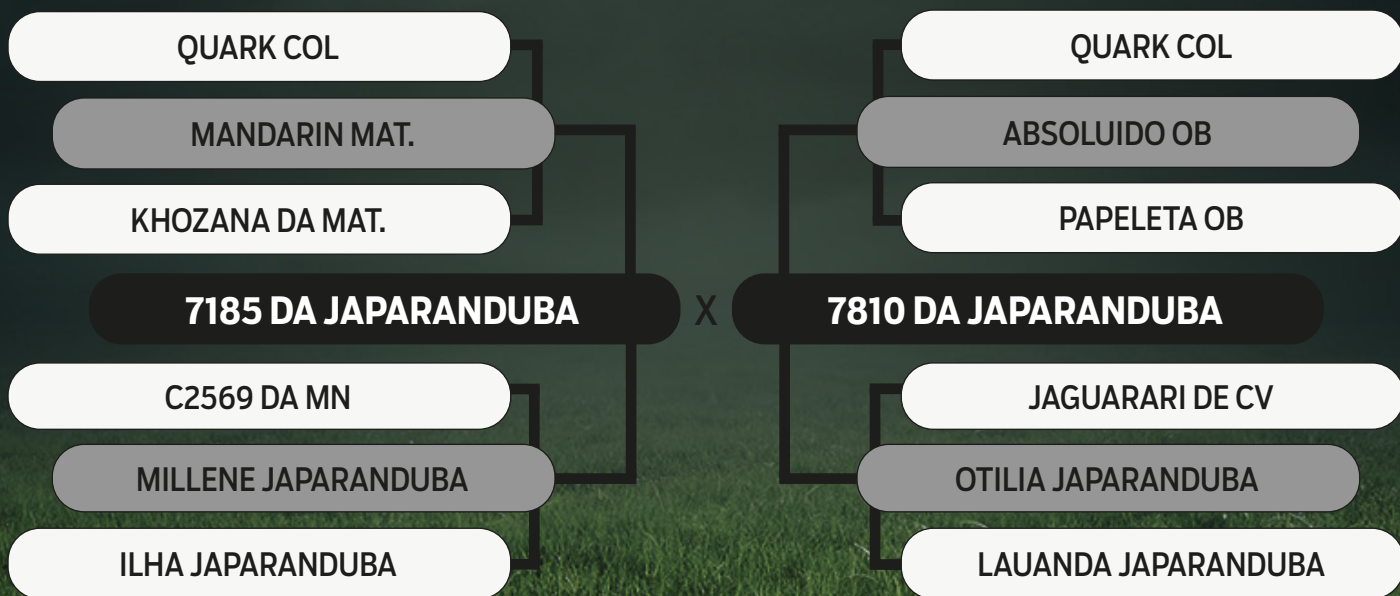 QUARK COL
MANDARIN MAT.
KHOZANA DA MAT.
7185 DA JAPARANDUBA
C2569 DA MN
MILLENE JAPARANDUBA
ILHA JAPARANDUBA
X
QUARK COL
ABSOLUIDO OB
PAPELETA OB
7810 DA JAPARANDUBA
JAGUARARI DE CV
OTILIA JAPARANDUBA
LAUANDA JAPARANDUBA